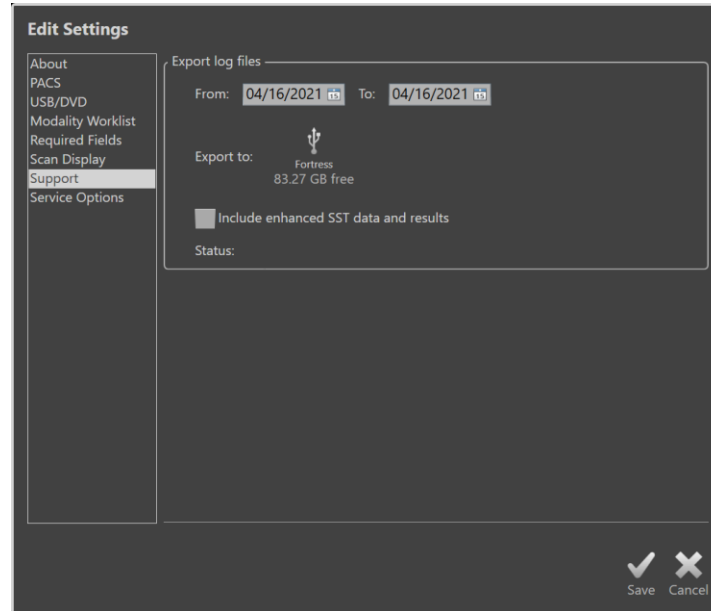 Edit Settings
About
PACS
USB/DVD
Modality Worklist
Required Fields
Scan Display
Support
Service Options
Export log files
From: 04/16/2021 15 To: 04/16/2021 15
Export to:
Fortress
83.27 GB free
Include enhanced SST data and results
Status:
Save Cancel